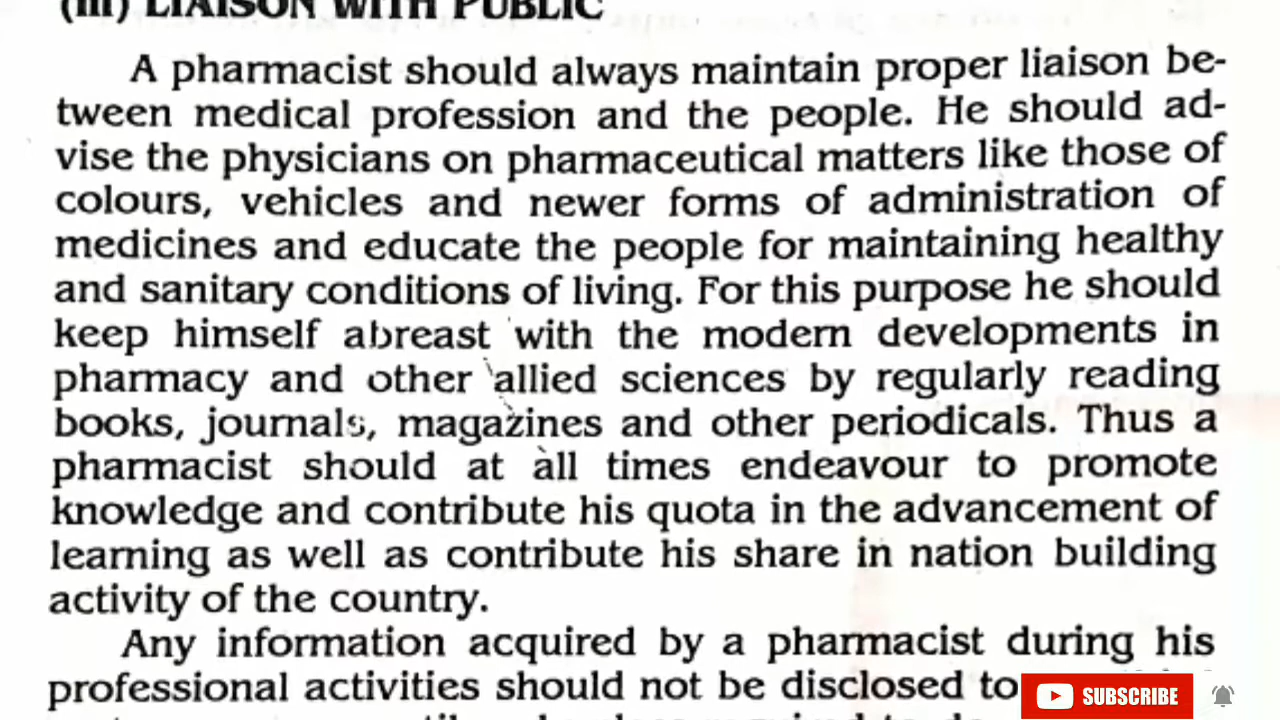 (iii) LIAISON WITH PUBLIC
A pharmacist should always maintain proper liaison be-
tween medical profession and the people. He should ad-
vise the physicians on pharmaceutical matters like those of
colours, vehicles and newer forms of administration of
medicines and educate the people for maintaining healthy
and sanitary conditions of living. For this purpose he should
keep himself abreast with the modern developments in
pharmacy and other allied sciences by regularly reading
books, journals, magazines and other periodicals. Thus a
pharmacist should at all times endeavour to promote
knowledge and contribute his quota in the advancement of
learning as well as contribute his share in nation building
activity of the country.
Any information acquired by a pharmacist during his
professional activities should not be disclosed to
SUBSCRIBE